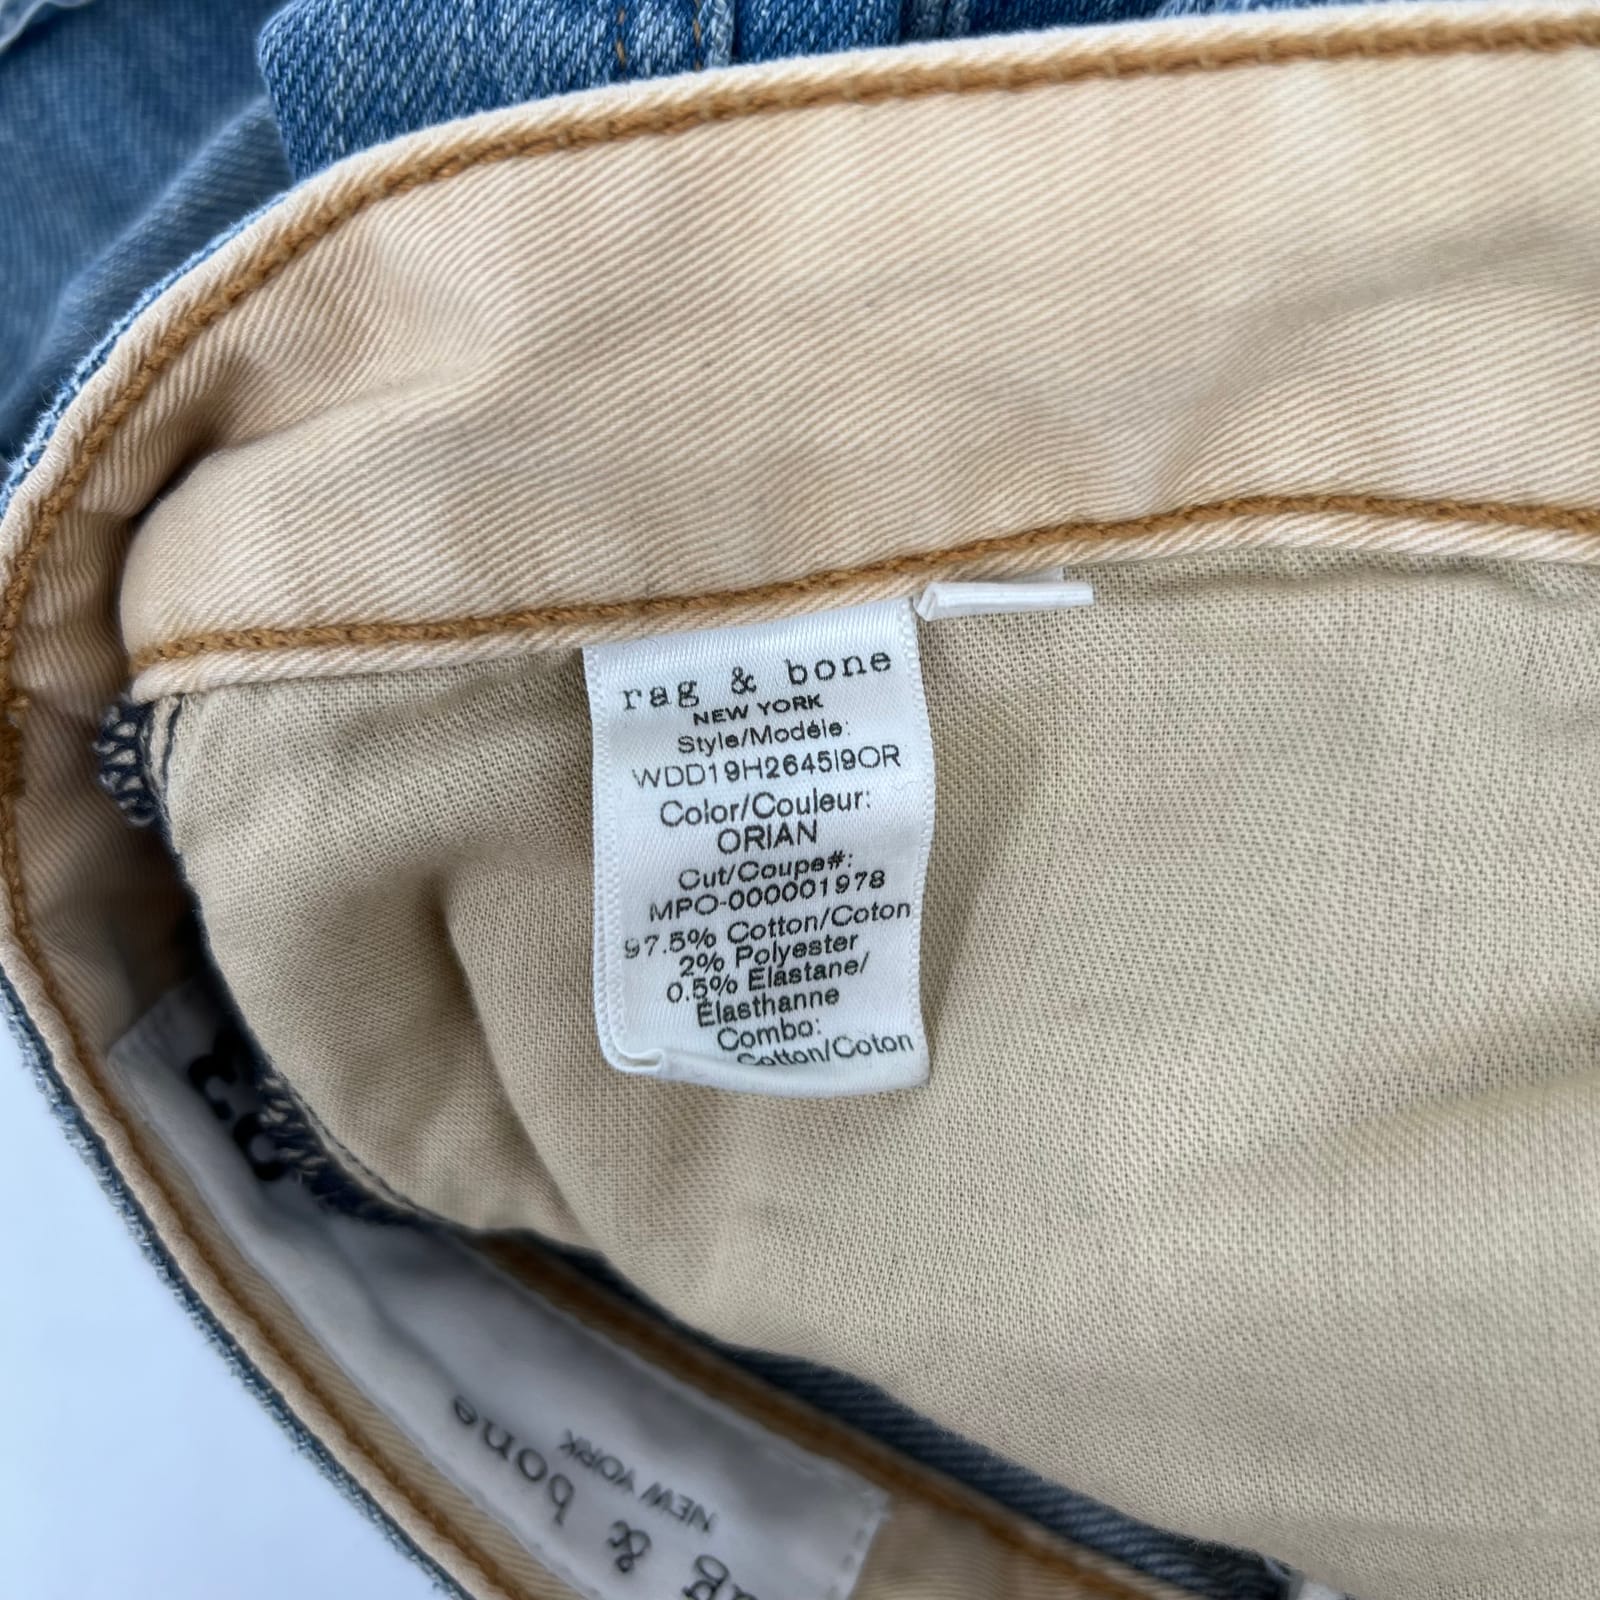 rag & bone
NEW YORK
Style/Modèle:
WDD19H2645I9OR
Color/Couleur:
ORIAN
Cut/Coupe#:
MPO-000001978
97.5% Cotton/Coton
2% Polyester
0.5% Elastane/
Élasthanne
Combo:
Cotton/Coton
ag & bone
NEW YORK